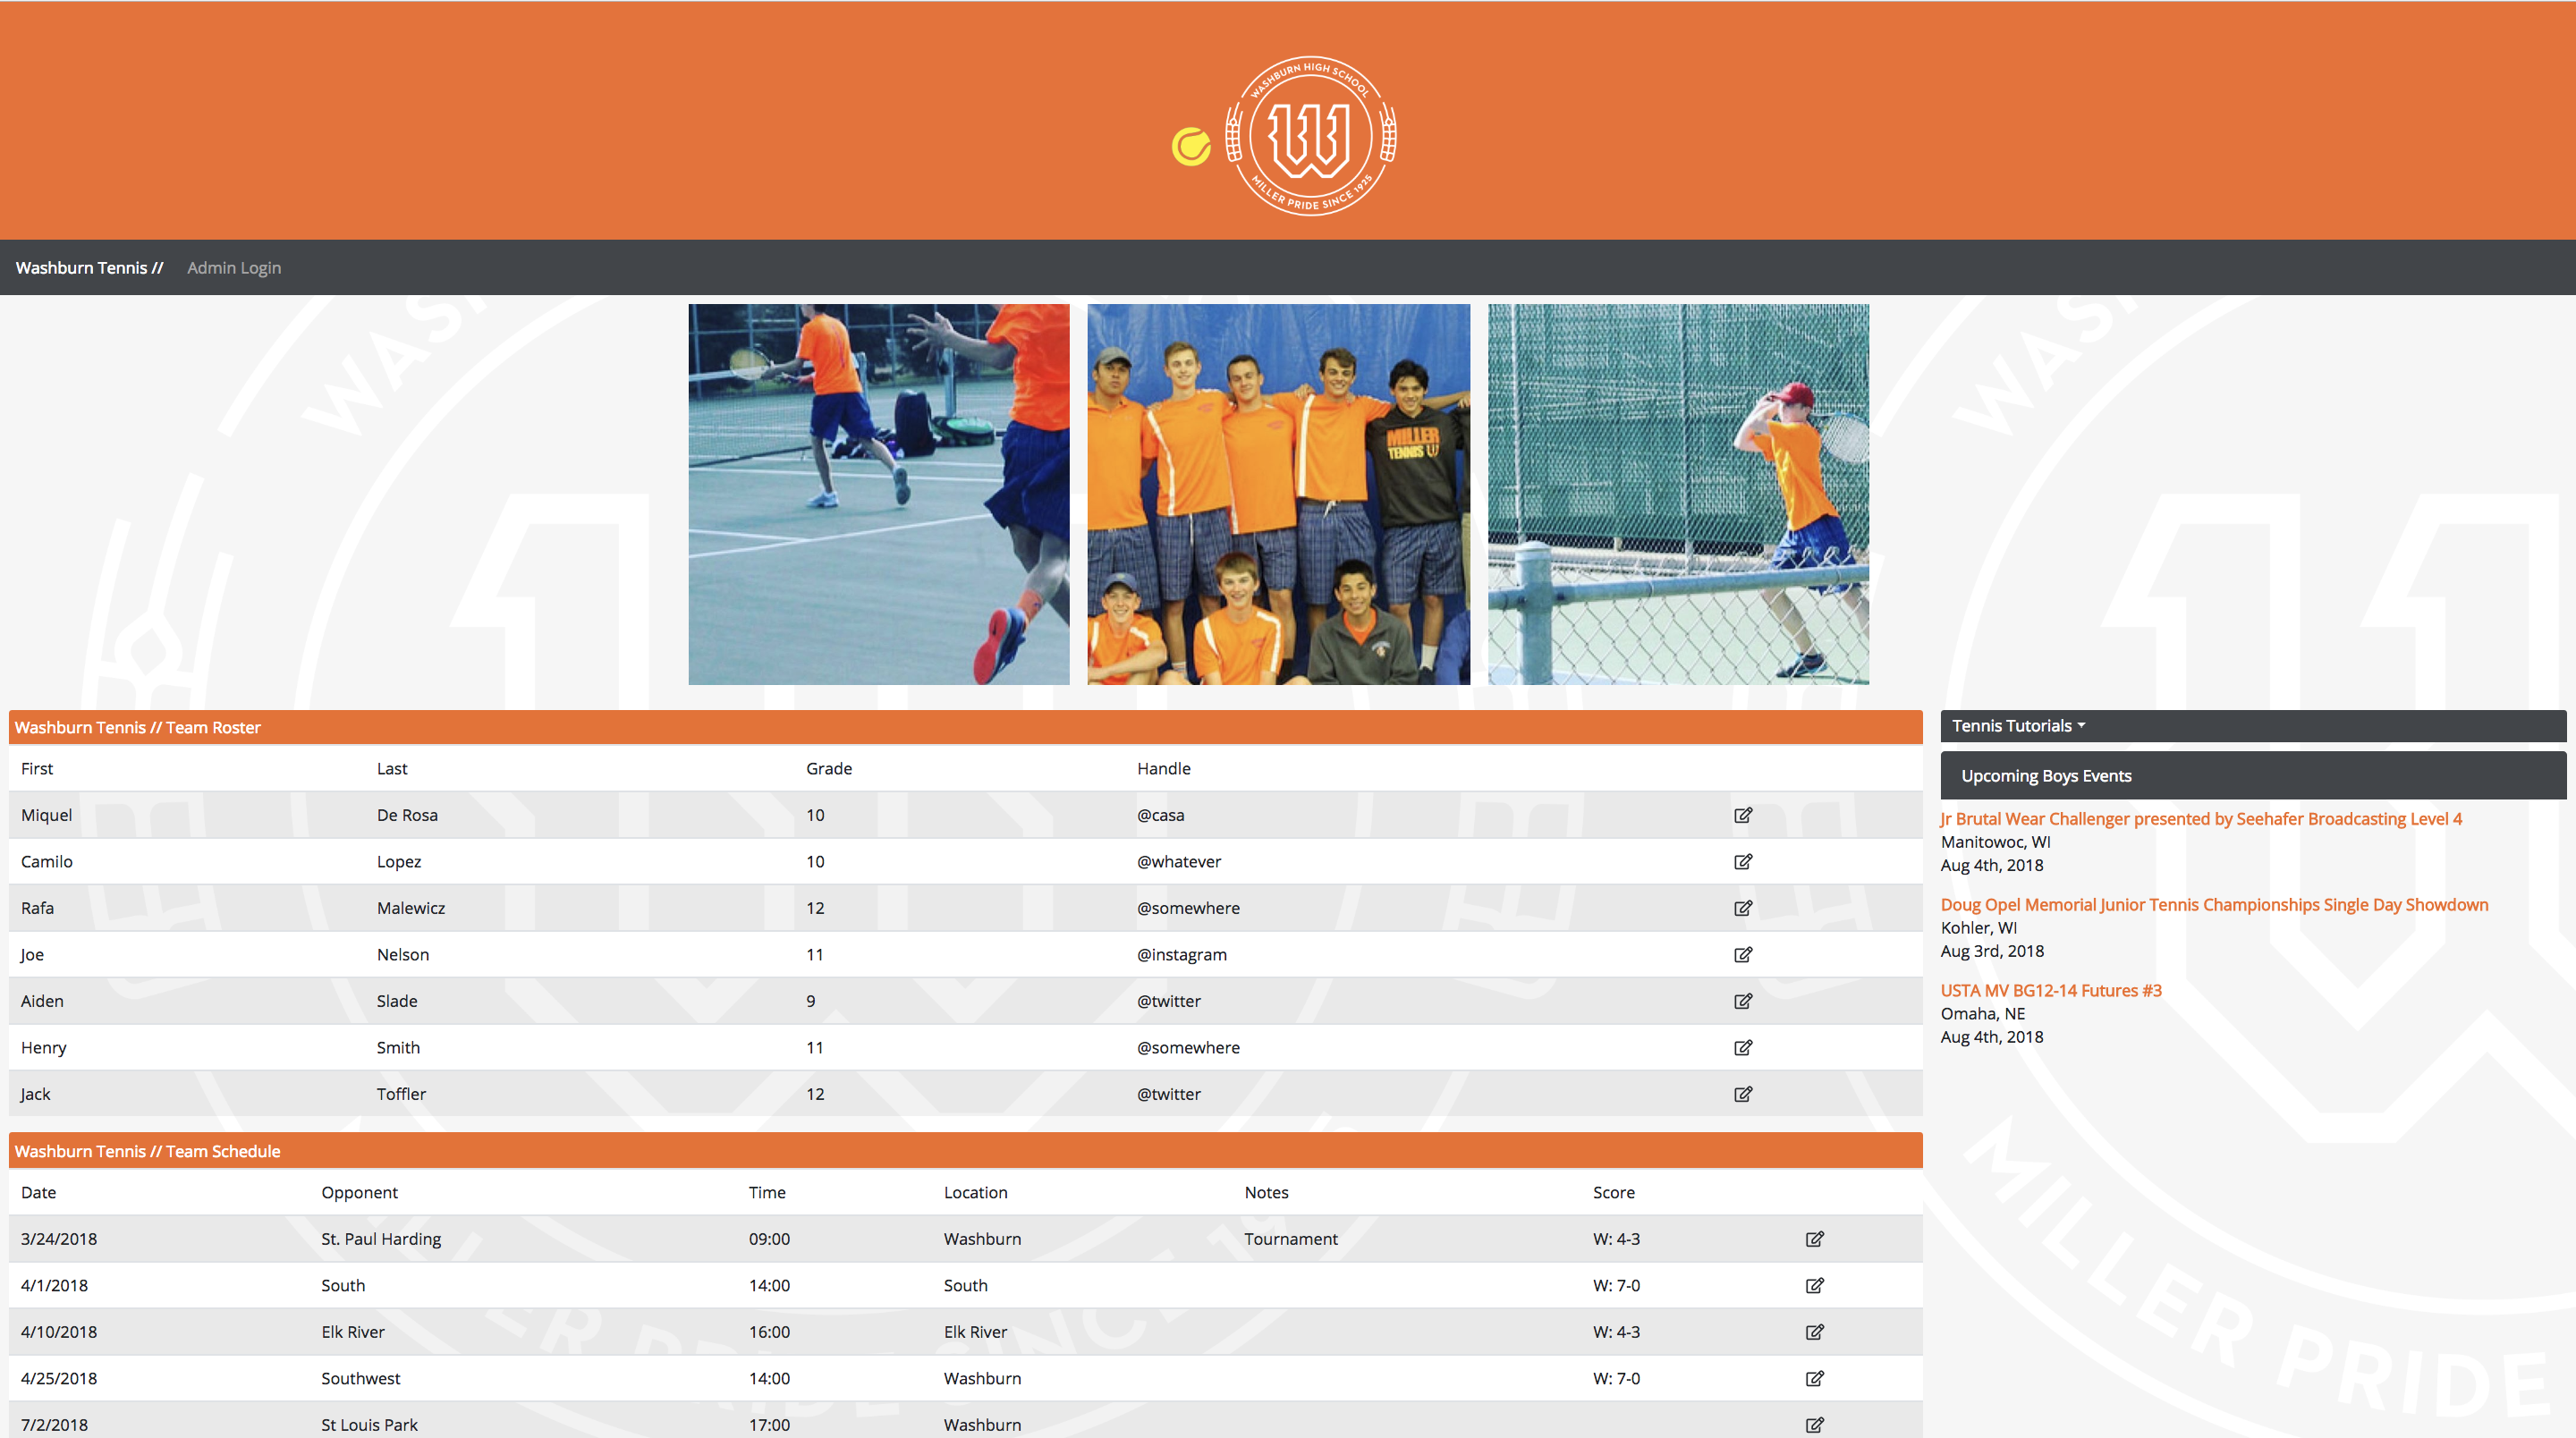 WASHBURN HIGH SCHOOL
W
MILLER PRIDE SINCE 1925
Washburn Tennis // Admin Login
MILLER
TENNIS W
Washburn Tennis // Team Roster
First Last Grade Handle
Miquel De Rosa 10 @casa
Camilo Lopez 10 @whatever
Rafa Malewicz 12 @somewhere
Joe Nelson 11 @instagram
Aiden Slade 9 @twitter
Henry Smith 11 @somewhere
Jack Toffler 12 @twitter
Washburn Tennis // Team Schedule
Date Opponent Time Location Notes Score
3/24/2018 St. Paul Harding 09:00 Washburn Tournament W: 4-3
4/1/2018 South 14:00 South W: 7-0
4/10/2018 Elk River 16:00 Elk River W: 4-3
4/25/2018 Southwest 14:00 Washburn W: 7-0
7/2/2018 St Louis Park 17:00 Washburn
Tennis Tutorials
Upcoming Boys Events
Jr Brutal Wear Challenger presented by Seehafer Broadcasting Level 4
Manitowoc, WI
Aug 4th, 2018
Doug Opel Memorial Junior Tennis Championships Single Day Showdown
Kohler, WI
Aug 3rd, 2018
USTA MV BG12-14 Futures #3
Omaha, NE
Aug 4th, 2018
MILLER PRIDE